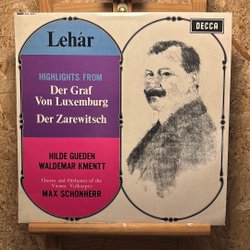 Lehár
DECCA
HIGHLIGHTS FROM
Der Graf
Von Luxemburg
Der Zarewitsch
HILDE GUEDEN
WALDEMAR KMENTT
Chorus and Orchestra of the
Vienna Volksoper
MAX SCHÖNHERR